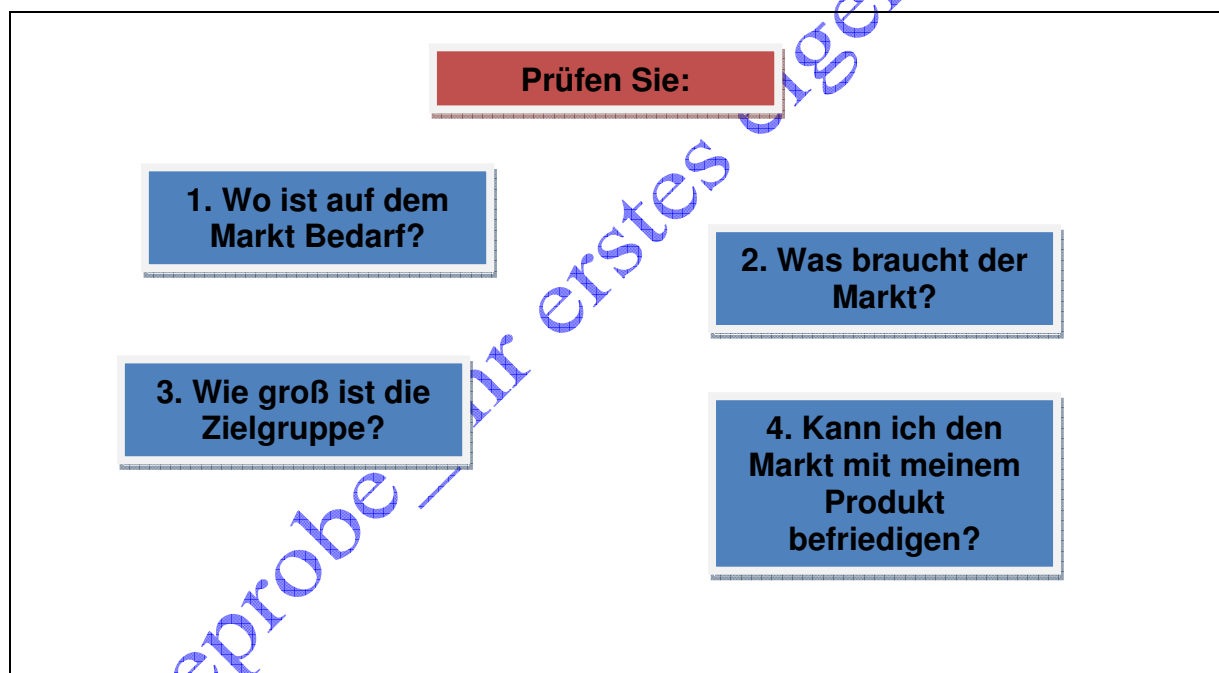 Prüfen Sie:
1. Wo ist auf dem
Markt Bedarf?
2. Was braucht der
Markt?
3. Wie groß ist die
Zielgruppe?
4. Kann ich den
Markt mit meinem
Produkt
befriedigen?
erstes